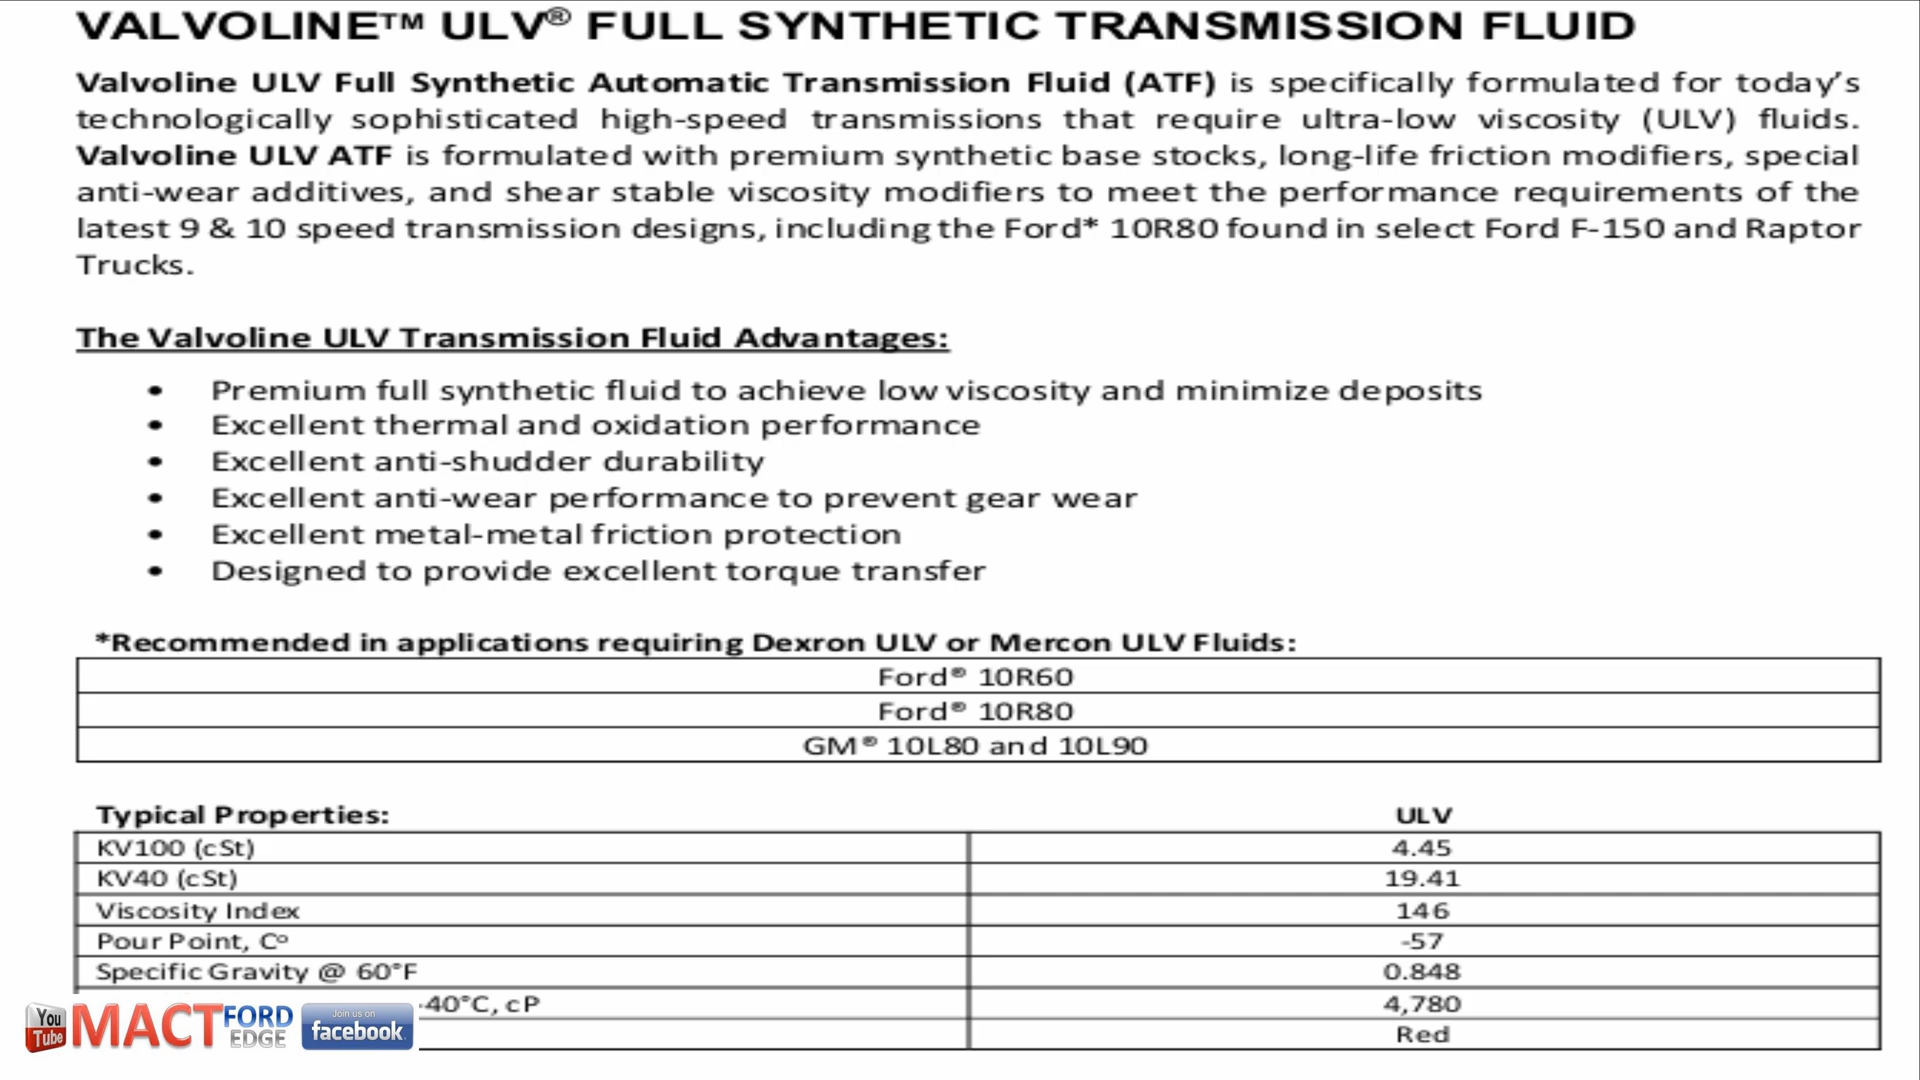 VALVOLINE™ ULV® FULL SYNTHETIC TRANSMISSION FLUID
Valvoline ULV Full Synthetic Automatic Transmission Fluid (ATF) is specifically formulated for today's
technologically sophisticated high-speed transmissions that require ultra-low viscosity (ULV) fluids.
Valvoline ULV ATF is formulated with premium synthetic base stocks, long-life friction modifiers, special
anti-wear additives, and shear stable viscosity modifiers to meet the performance requirements of the
latest 9 & 10 speed transmission designs, including the Ford* 10R80 found in select Ford F-150 and Raptor
Trucks.
The Valvoline ULV Transmission Fluid Advantages:
• Premium full synthetic fluid to achieve low viscosity and minimize deposits
• Excellent thermal and oxidation performance
• Excellent anti-shudder durability
• Excellent anti-wear performance to prevent gear wear
• Excellent metal-metal friction protection
• Designed to provide excellent torque transfer
*Recommended in applications requiring Dexron ULV or Mercon ULV Fluids:
Ford® 10R60
Ford® 10R80
GM® 10L80 and 10L90
Typical Properties: ULV
KV100 (cSt) 4.45
KV40 (cSt) 19.41
Viscosity Index 146
Pour Point, Cº -57
Specific Gravity @ 60°F 0.848
-40°C, cP 4,780
Red
You Tube MACT FORD EDGE Join us on facebook